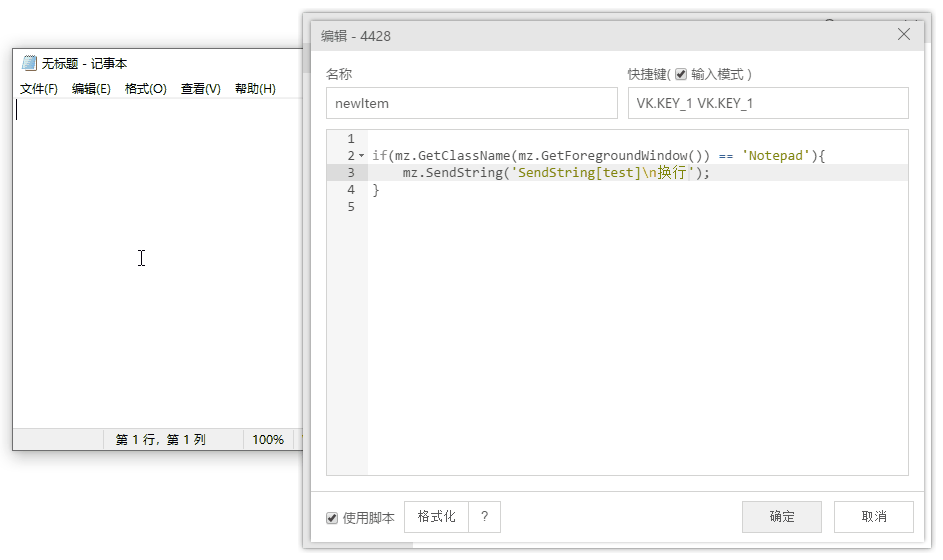 无标题 - 记事本
文件(F) 编辑(E) 格式(O) 查看(V) 帮助(H)
第 1 行，第 1 列 100%
编辑 - 4428
名称
newItem
快捷键( 输入模式 )
VK.KEY_1 VK.KEY_1
1
2 if(mz.GetClassName(mz.GetForegroundWindow()) == 'Notepad'){
3 mz.SendString('SendString[test]\n换行');
4 }
5
使用脚本 格式化 ? 确定 取消